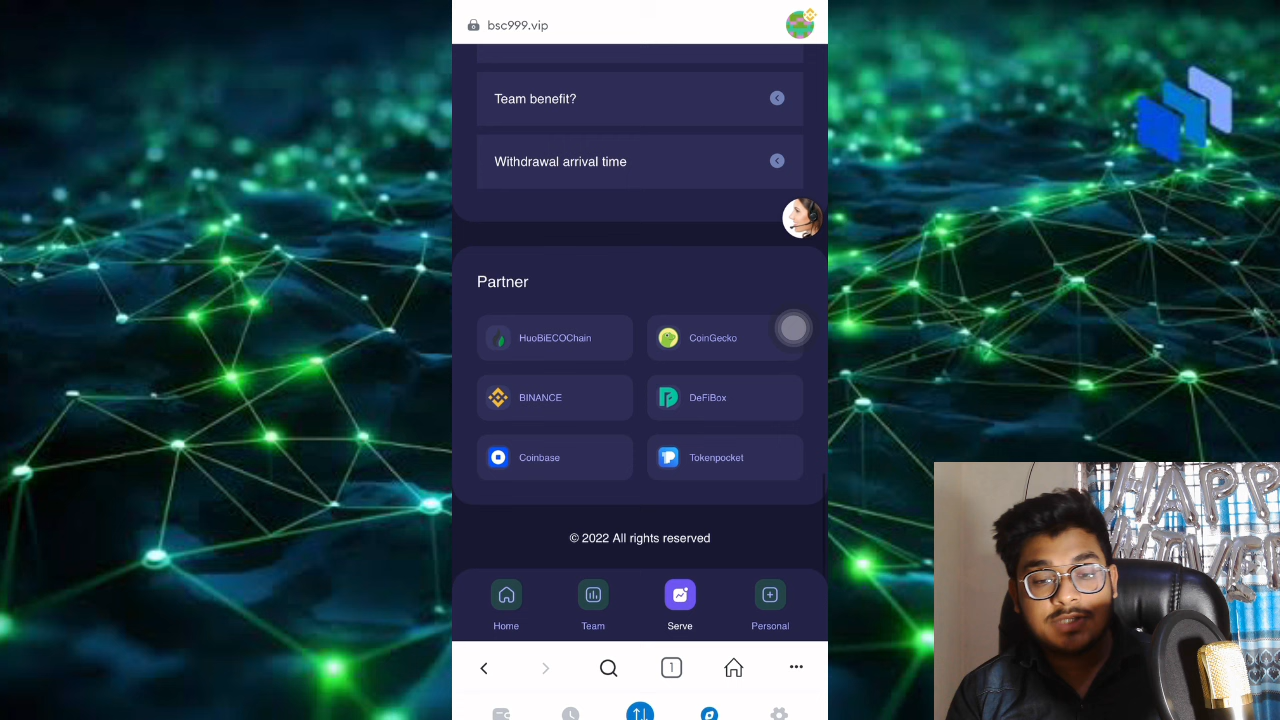 bsc999.vip
Team benefit?
Withdrawal arrival time
Partner
HuoBiECOChain
CoinGecko
BINANCE
DeFiBox
Coinbase
Tokenpocket
© 2022 All rights reserved
Home
Team
Serve
Personal
1
HAPP